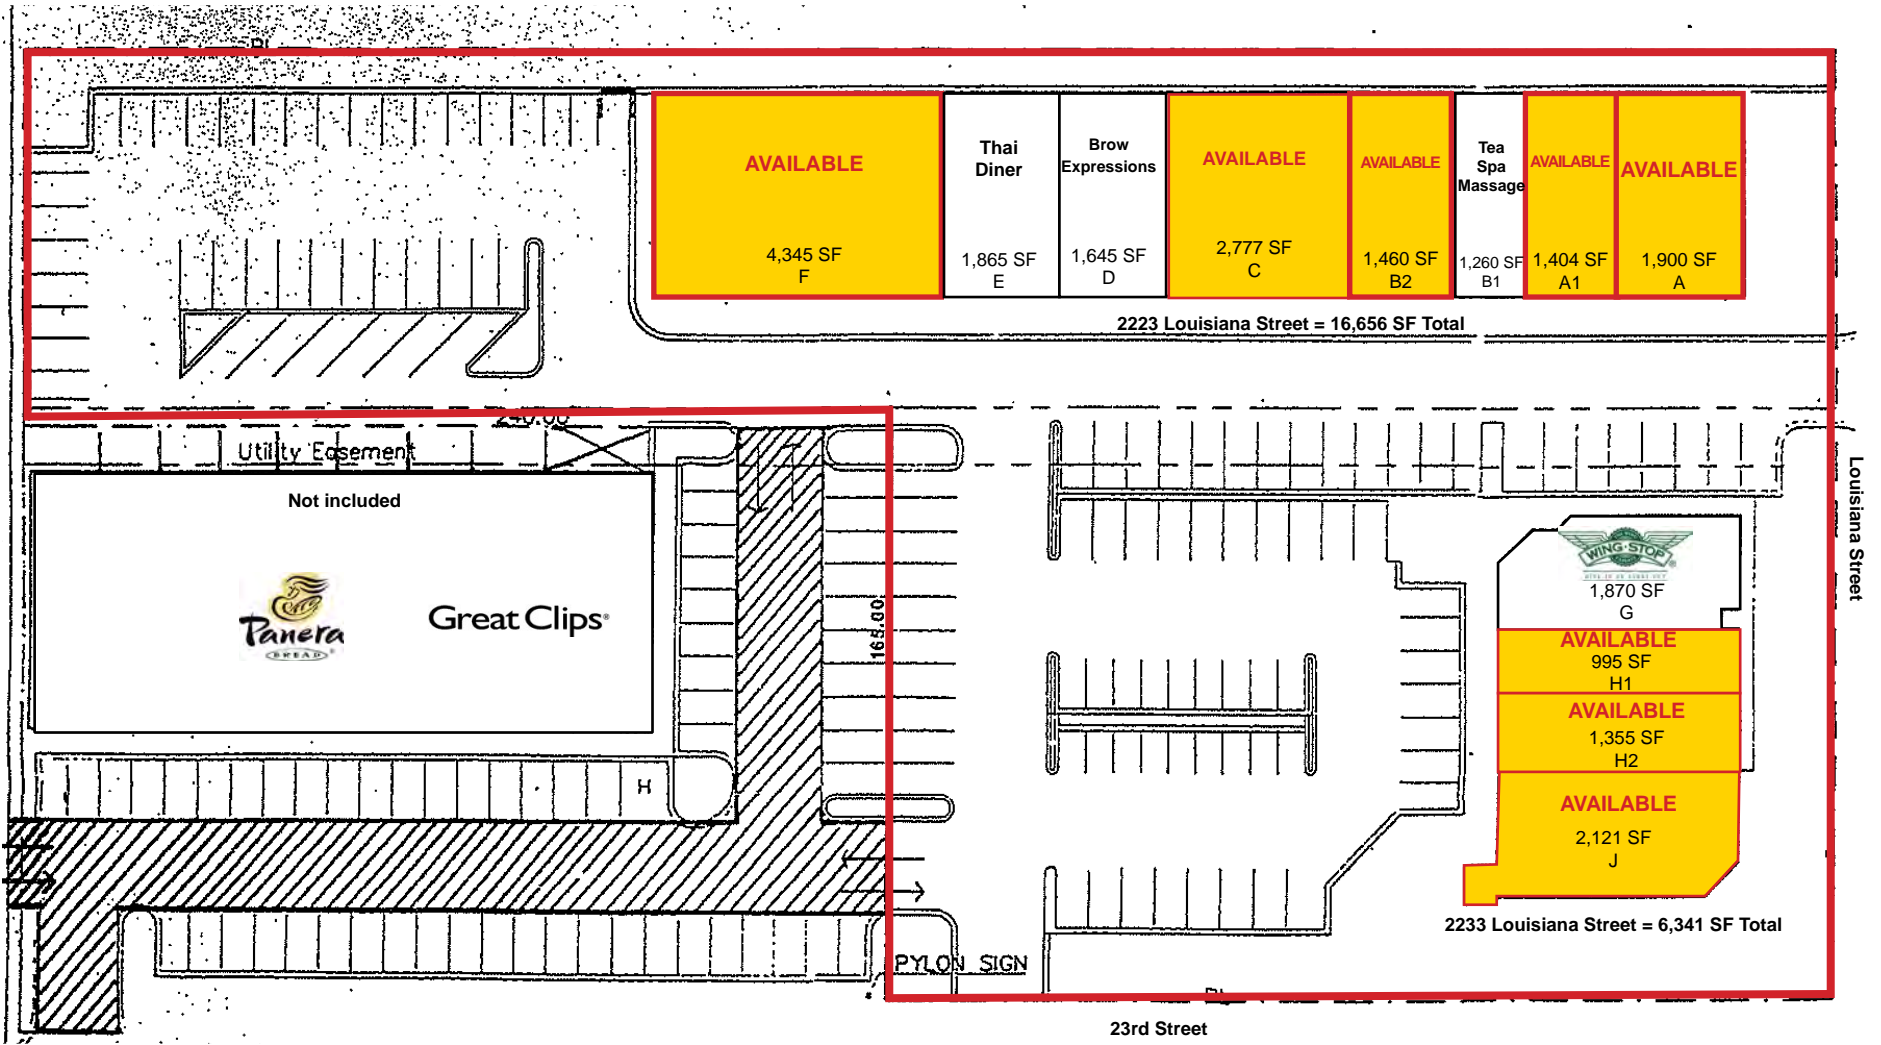 AVAILABLE
4,345 SF
F
Thai
Diner
1,865 SF
E
Brow
Expressions
1,645 SF
D
AVAILABLE
2,777 SF
C
AVAILABLE
1,460 SF
B2
Tea
Spa
Massage
1,260 SF
B1
AVAILABLE
1,404 SF
A1
AVAILABLE
1,900 SF
A
2223 Louisiana Street = 16,656 SF Total
240.00
Utility Easement
Not included
Panera
BREAD
Great Clips®
H
165.00
Louisiana Street
WING·STOP
1,870 SF
G
AVAILABLE
995 SF
H1
AVAILABLE
1,355 SF
H2
AVAILABLE
2,121 SF
J
2233 Louisiana Street = 6,341 SF Total
PYLON SIGN
23rd Street